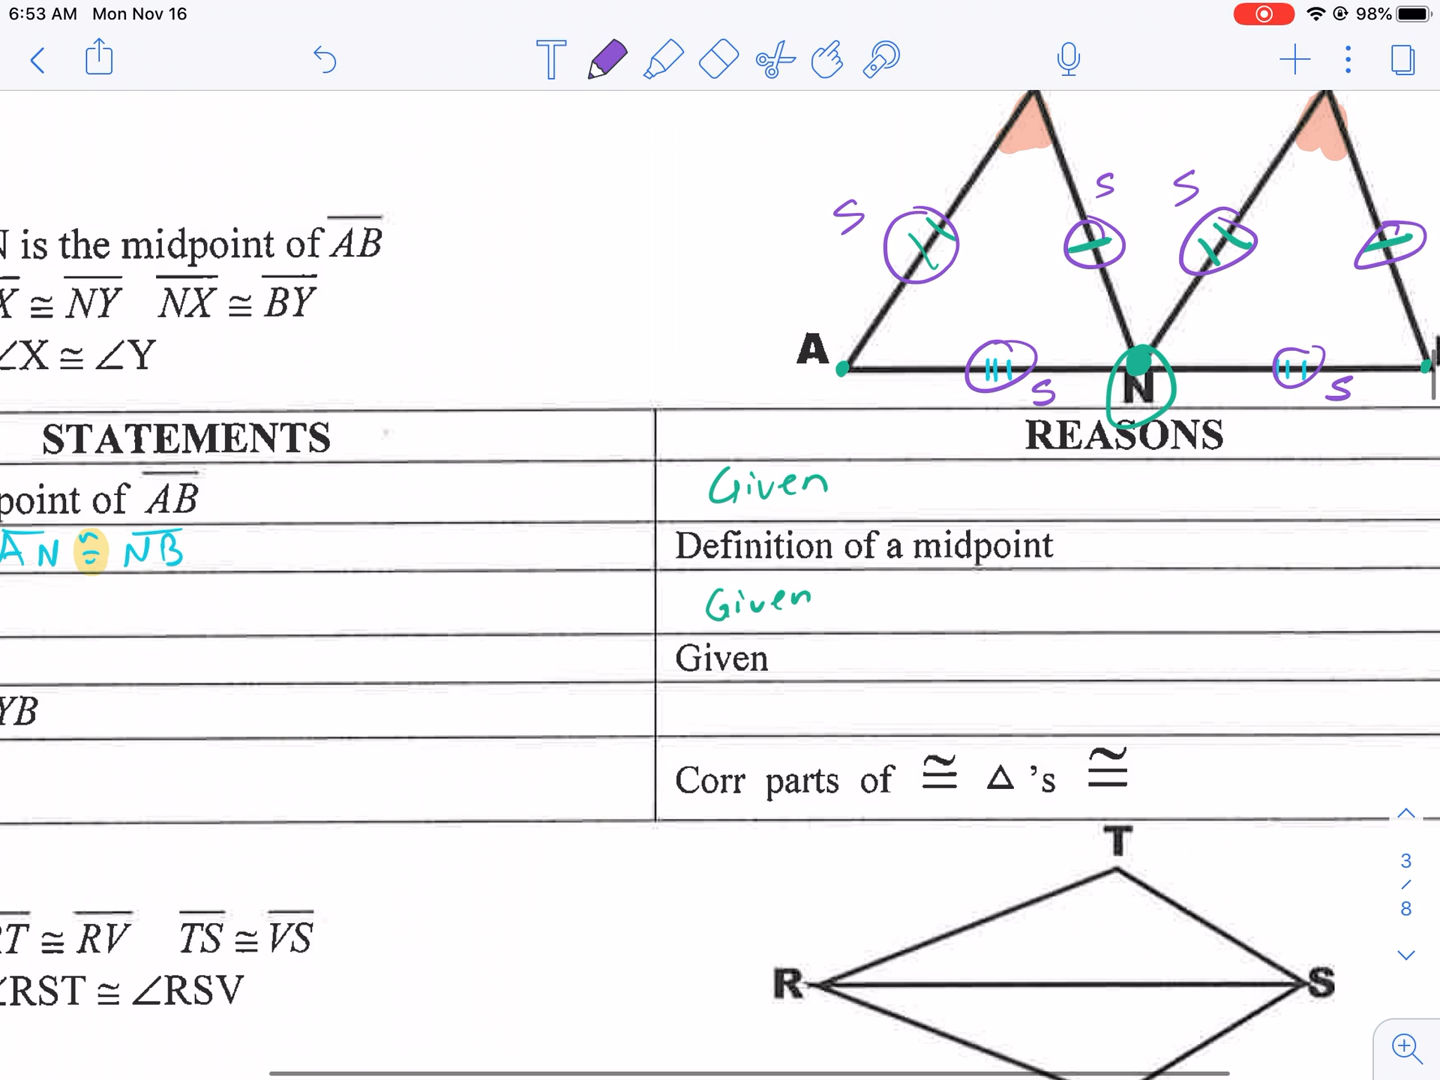 6:53 AM Mon Nov 16
98%
T
S S S
N is the midpoint of AB
X ≅ NY NX ≅ BY
∠X ≅ ∠Y
A
N
S S
STATEMENTS REASONS
point of AB Given
AN ≅ NB Definition of a midpoint
Given
Given
YB
Corr parts of ≅ △'s ≅
T
3
/
8
RT ≅ RV TS ≅ VS
R S
∠RST ≅ ∠RSV